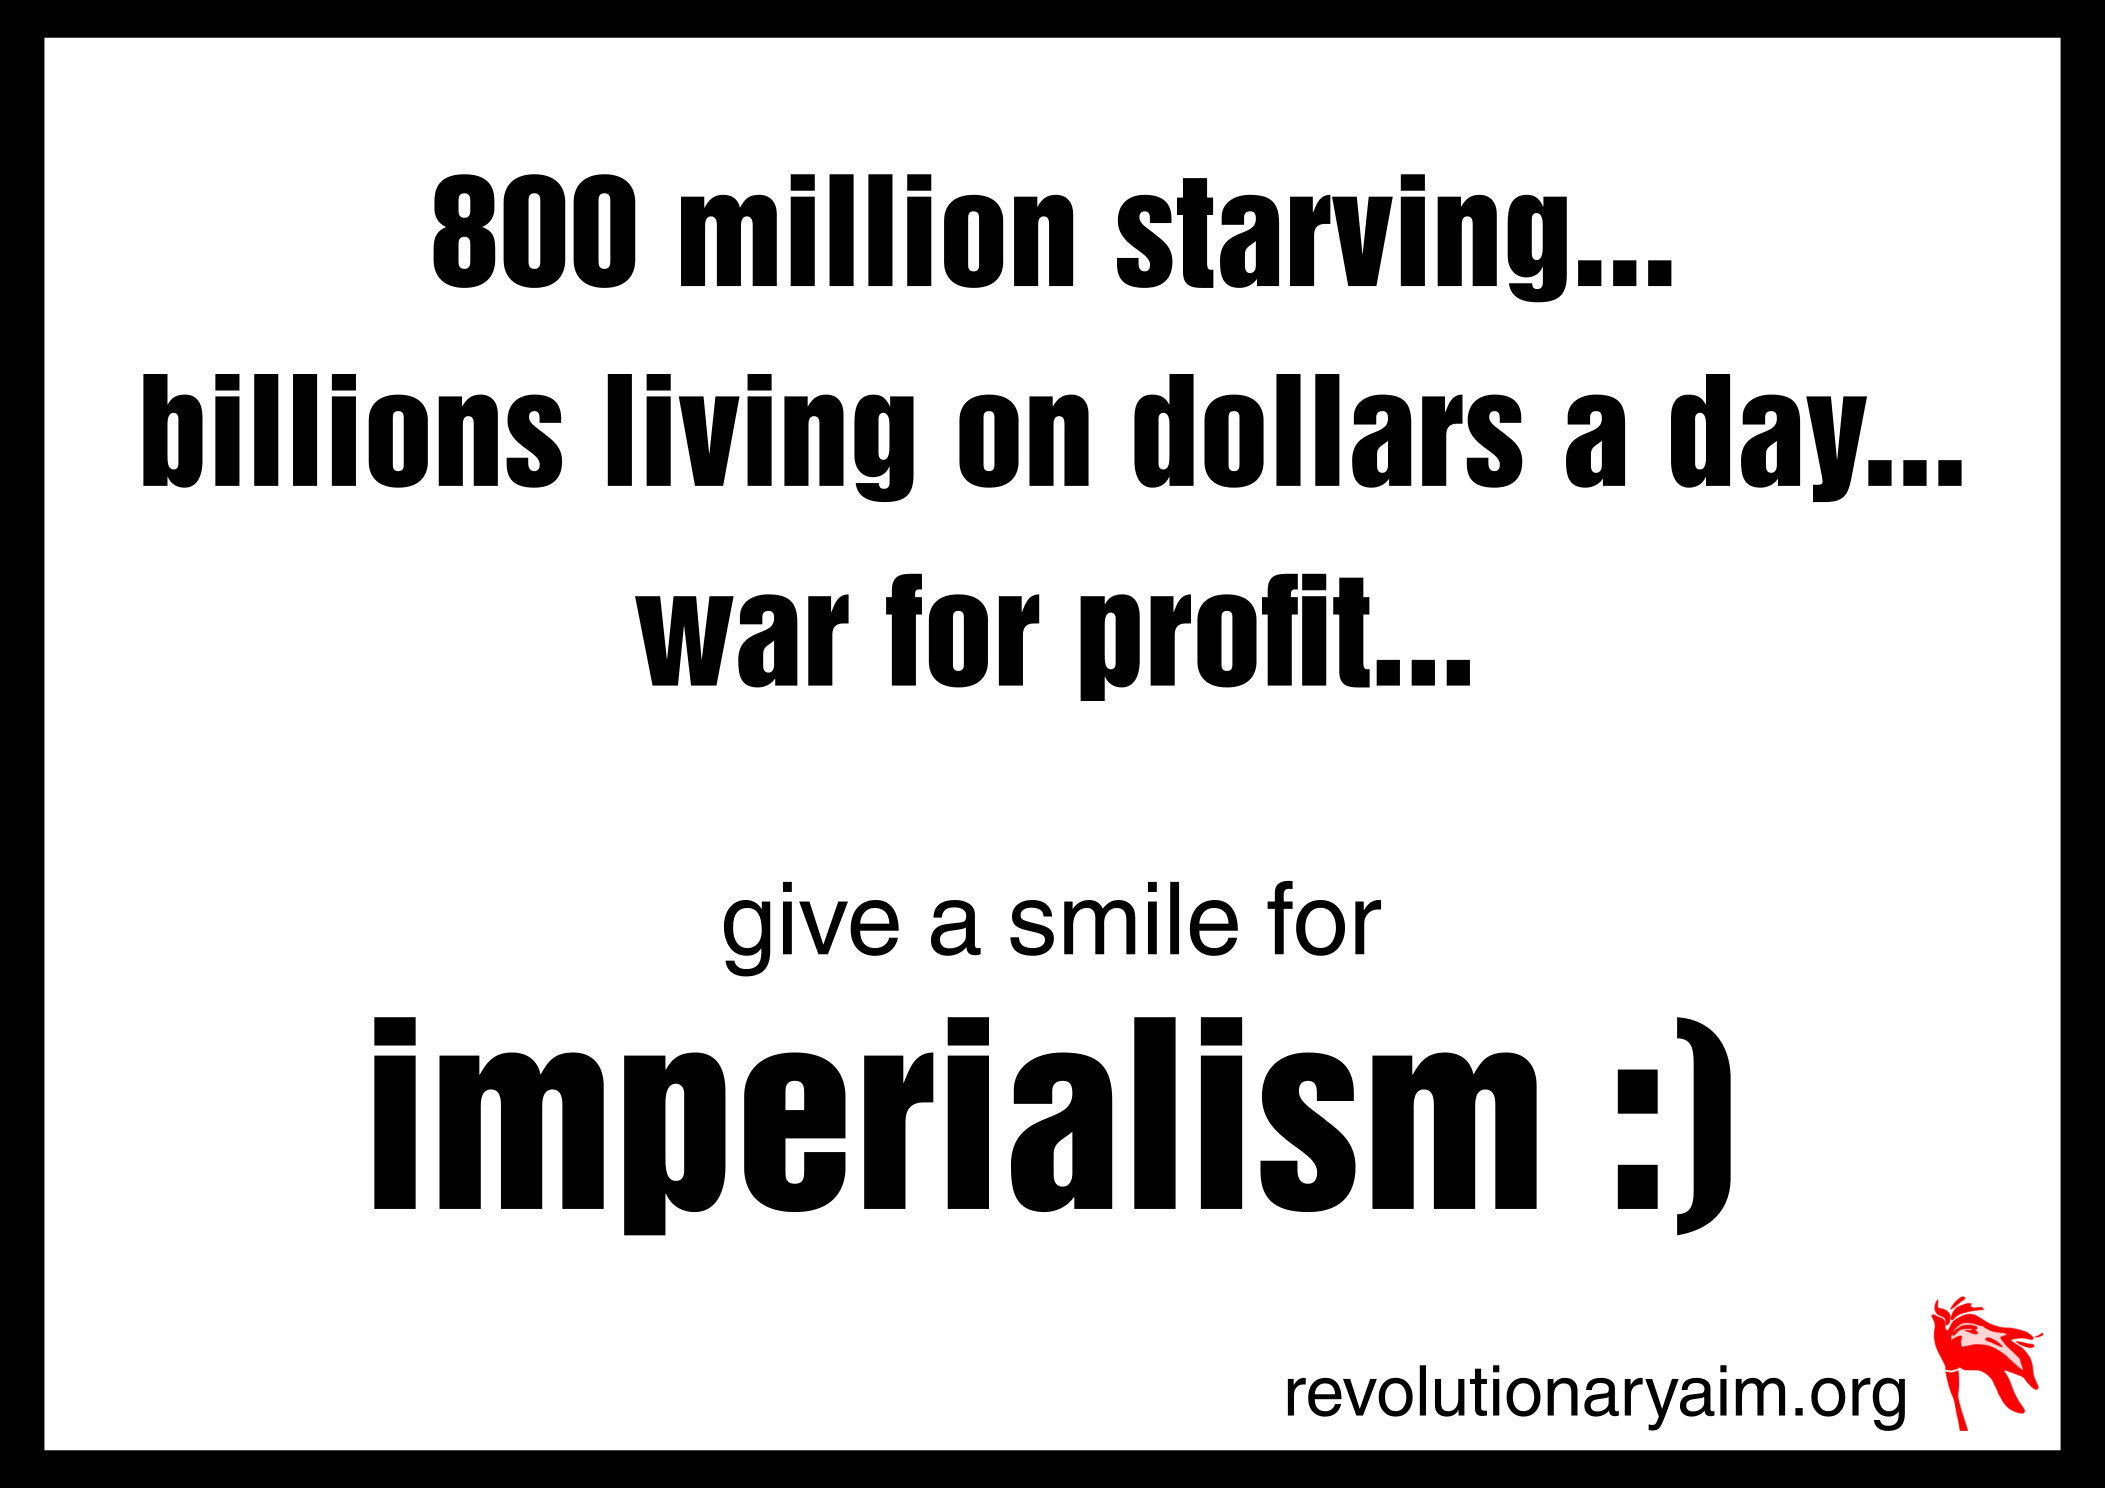 800 million starving...
billions living on dollars a day...
war for profit...
give a smile for
imperialism :)
revolutionaryaim.org